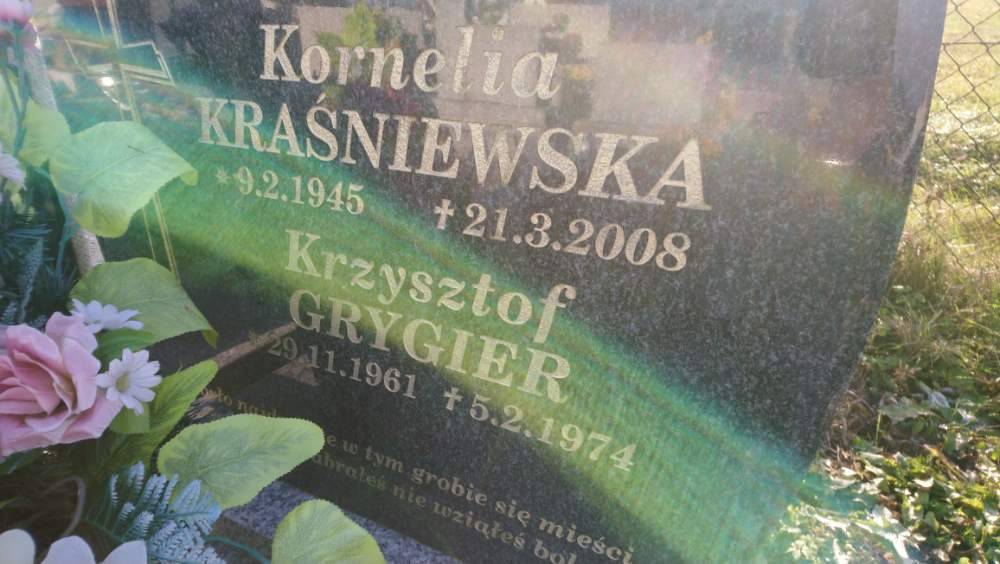 Kornelia
KRAŚNIEWSKA
*9.2.1945 †21.3.2008
Krzysztof
GRYGIER
*29.11.1961 †5.2.1974
w tym grobie się mieści
nie wziąłeś